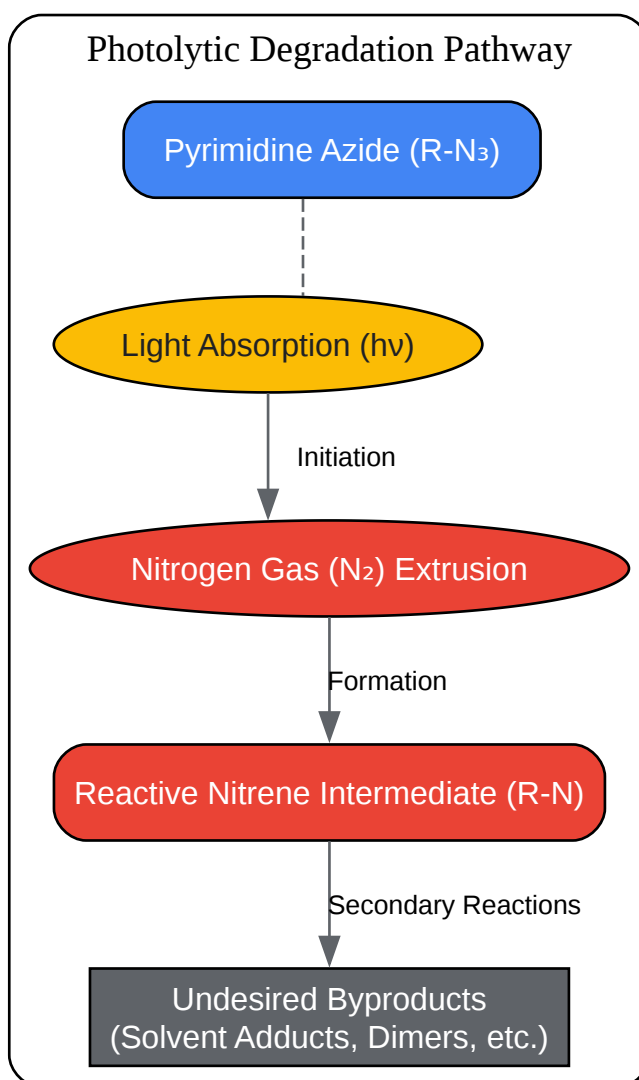 Photolytic Degradation Pathway
Pyrimidine Azide (R-N₃)
Light Absorption (hν)
Initiation
Nitrogen Gas (N₂) Extrusion
Formation
Reactive Nitrene Intermediate (R-N)
Secondary Reactions
Undesired Byproducts
(Solvent Adducts, Dimers, etc.)